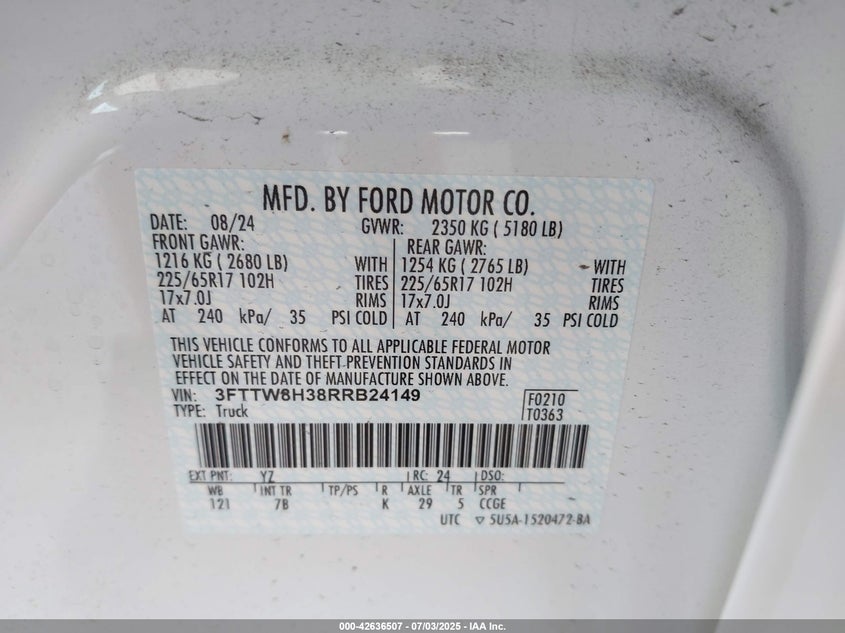 MFD. BY FORD MOTOR CO.
DATE: 08/24 GVWR: 2350 KG ( 5180 LB)
FRONT GAWR: REAR GAWR:
1216 KG ( 2680 LB) WITH 1254 KG ( 2765 LB) WITH
225/65R17 102H TIRES 225/65R17 102H TIRES
17x7.0J RIMS 17x7.0J RIMS
AT 240 kPa/ 35 PSI COLD AT 240 kPa/ 35 PSI COLD
THIS VEHICLE CONFORMS TO ALL APPLICABLE FEDERAL MOTOR
VEHICLE SAFETY AND THEFT PREVENTION STANDARDS IN
EFFECT ON THE DATE OF MANUFACTURE SHOWN ABOVE.
VIN: 3FTTW8H38RRB24149 F0210
TYPE: Truck T0363
EXT PNT: YZ RC: 24 DSO:
WB INT TR TP/PS R AXLE TR SPR
121 7B K 29 5 CCGE
UTC ▽ 5U5A-1520472-BA
000-42636507 - 07/03/2025 - IAA Inc.